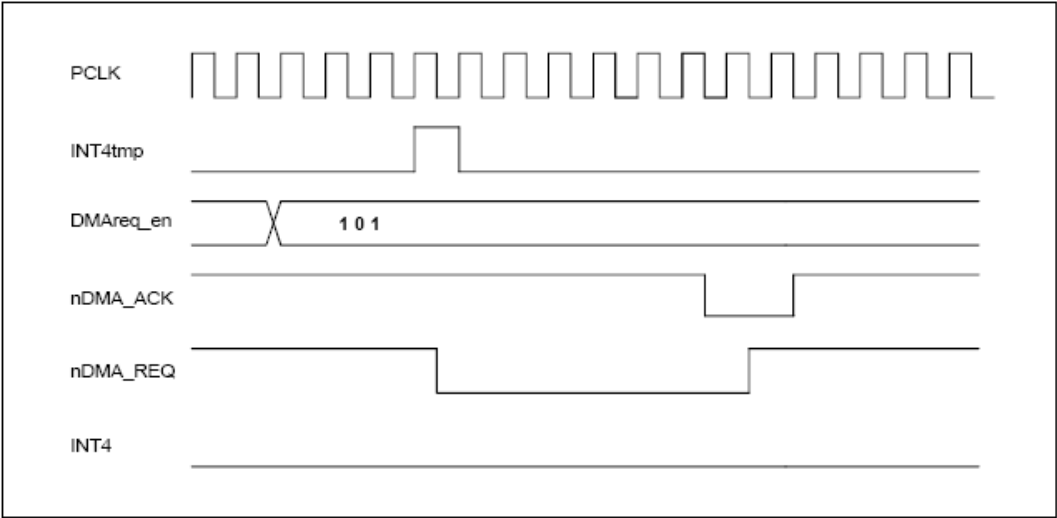 PCLK
INT4tmp
DMAreq_en
1 0 1
nDMA_ACK
nDMA_REQ
INT4